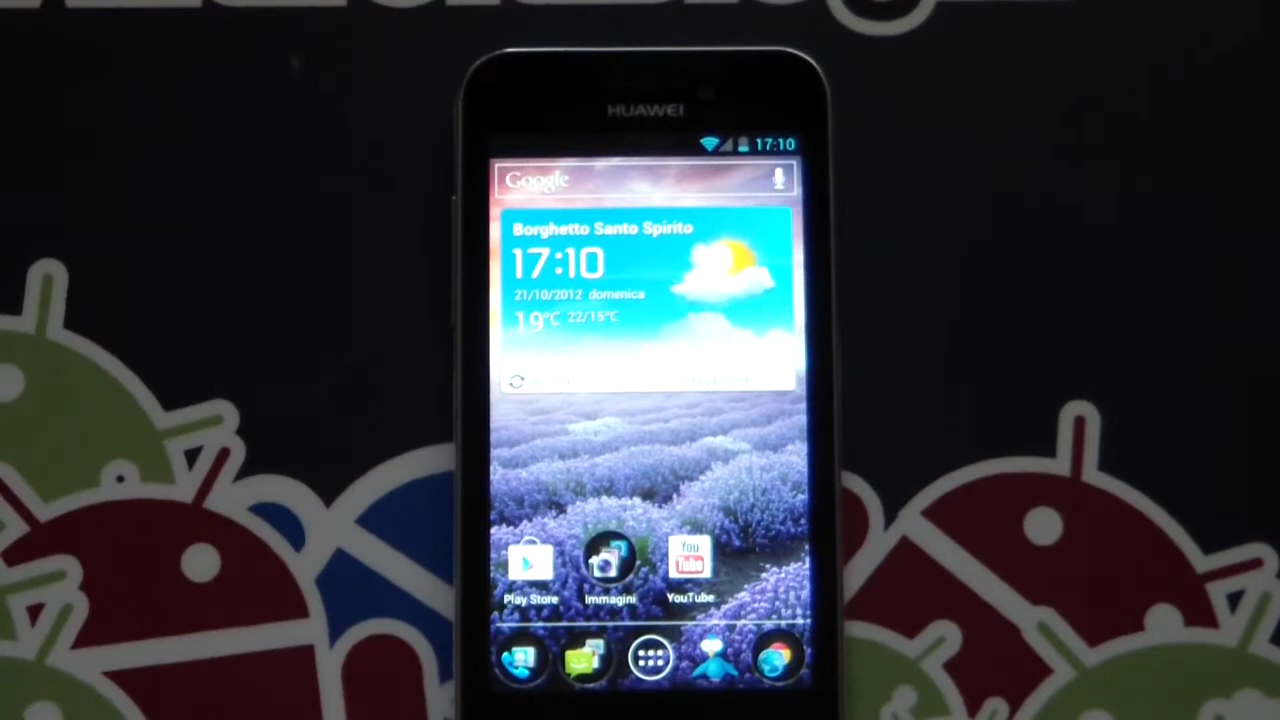 HUAWEI
17:10
Google
Borghetto Santo Spirito
17:10
21/10/2012 domenica
19°C 22/15°C
Play Store
Immagini
YouTube
You
Tube